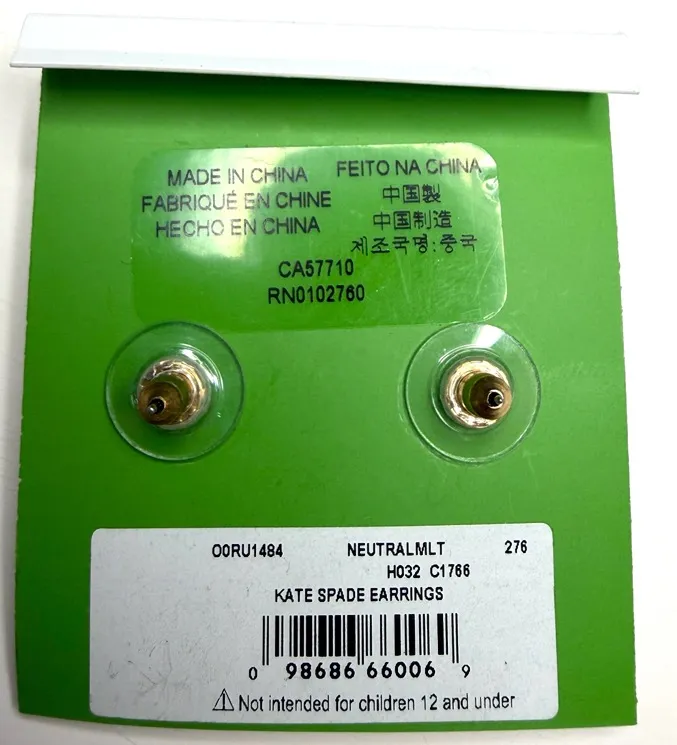 MADE IN CHINA
FABRIQUÉ EN CHINE
HECHO EN CHINA
FEITO NA CHINA
中国製
中国制造
제조국명:중국
CA57710
RN0102760
O0RU1484 NEUTRALMLT 276
H032 C1766
KATE SPADE EARRINGS
0 98686 66006 9
⚠ Not intended for children 12 and under